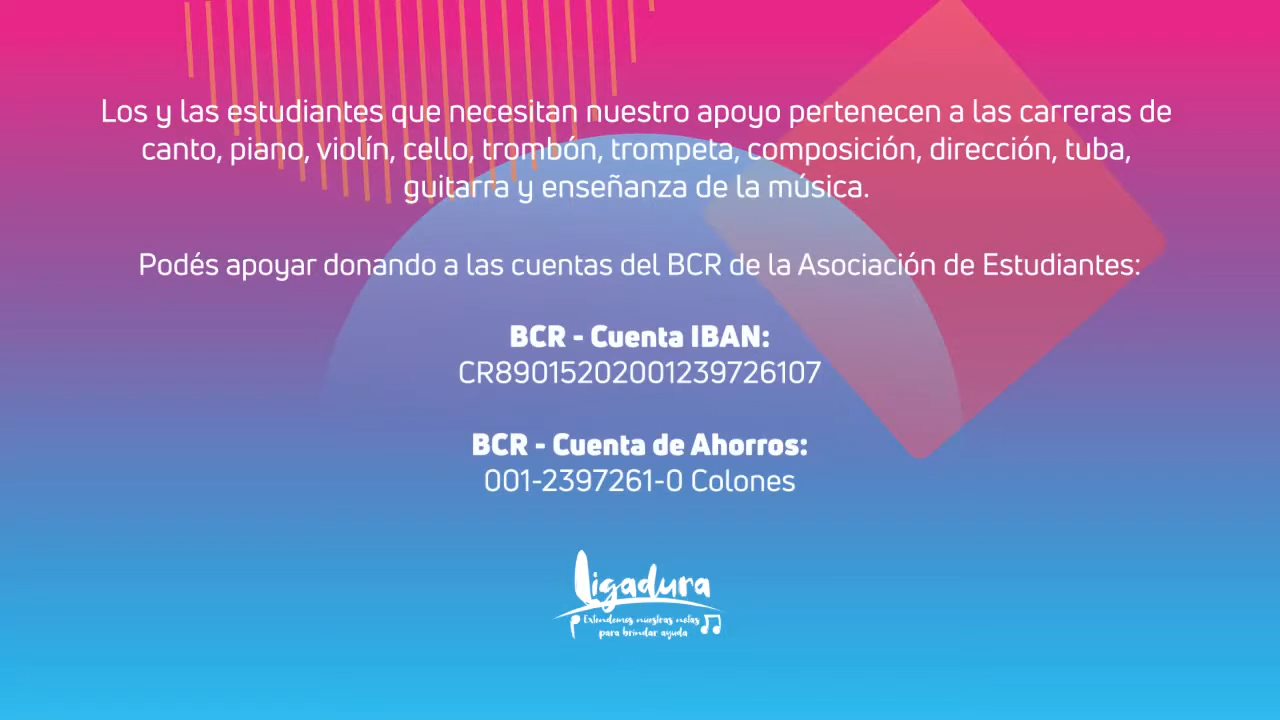 Los y las estudiantes que necesitan nuestro apoyo pertenecen a las carreras de
canto, piano, violín, cello, trombón, trompeta, composición, dirección, tuba,
guitarra y enseñanza de la música.
Podés apoyar donando a las cuentas del BCR de la Asociación de Estudiantes:
BCR - Cuenta IBAN:
CR89015202001239726107
BCR - Cuenta de Ahorros:
001-2397261-0 Colones
Ligadura
Extendemos nuestras notas
para brindar ayuda